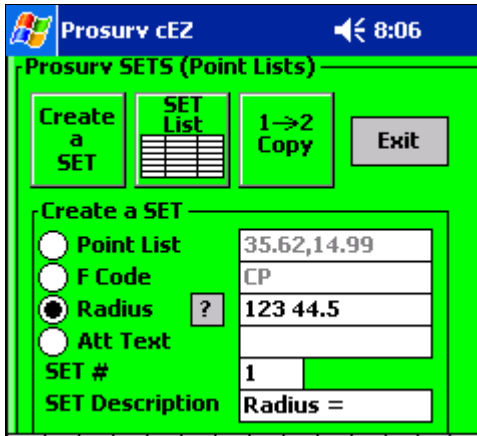 Prosurv cEZ 8:06
Prosurv SETS (Point Lists)
Create a SET
SET List
1->2 Copy
Exit
Create a SET
Point List 35.62,14.99
F Code CP
Radius ? 123 44.5
Att Text
SET # 1
SET Description Radius =